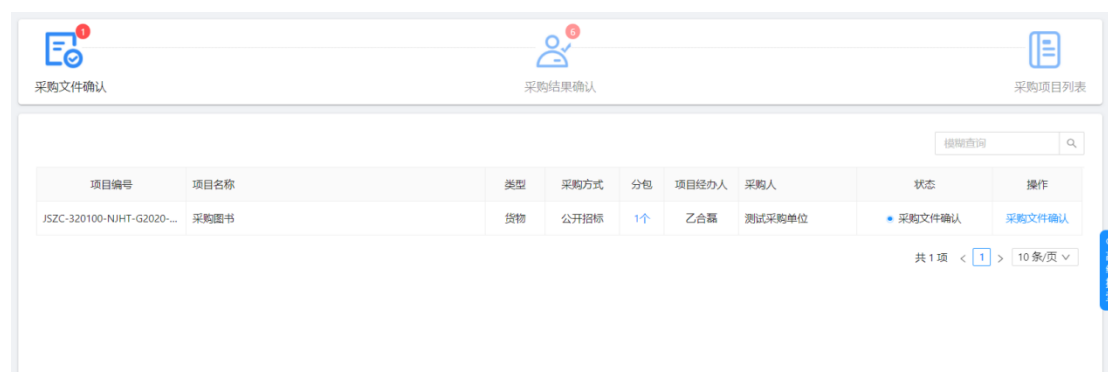 1
6
采购文件确认
采购结果确认
采购项目列表
模糊查询
项目编号 项目名称 类型 采购方式 分包 项目经办人 采购人 状态 操作
JSZC-320100-NJHT-G2020-... 采购图书 货物 公开招标 1个 乙合磊 测试采购单位 采购文件确认 采购文件确认
共 1 项 < 1 > 10 条/页